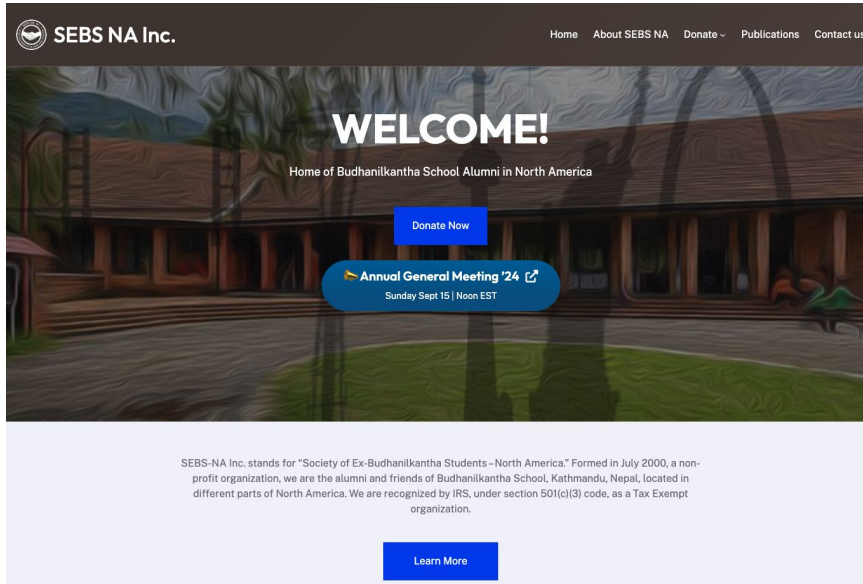 SEBS NA Inc.
Home About SEBS NA Donate Publications Contact us
WELCOME!
Home of Budhanilkantha School Alumni in North America
Donate Now
Annual General Meeting '24
Sunday Sept 15 | Noon EST
SEBS-NA Inc. stands for “Society of Ex-Budhanilkantha Students – North America.” Formed in July 2000, a non-
profit organization, we are the alumni and friends of Budhanilkantha School, Kathmandu, Nepal, located in
different parts of North America. We are recognized by IRS, under section 501(c)(3) code, as a Tax Exempt
organization.
Learn More